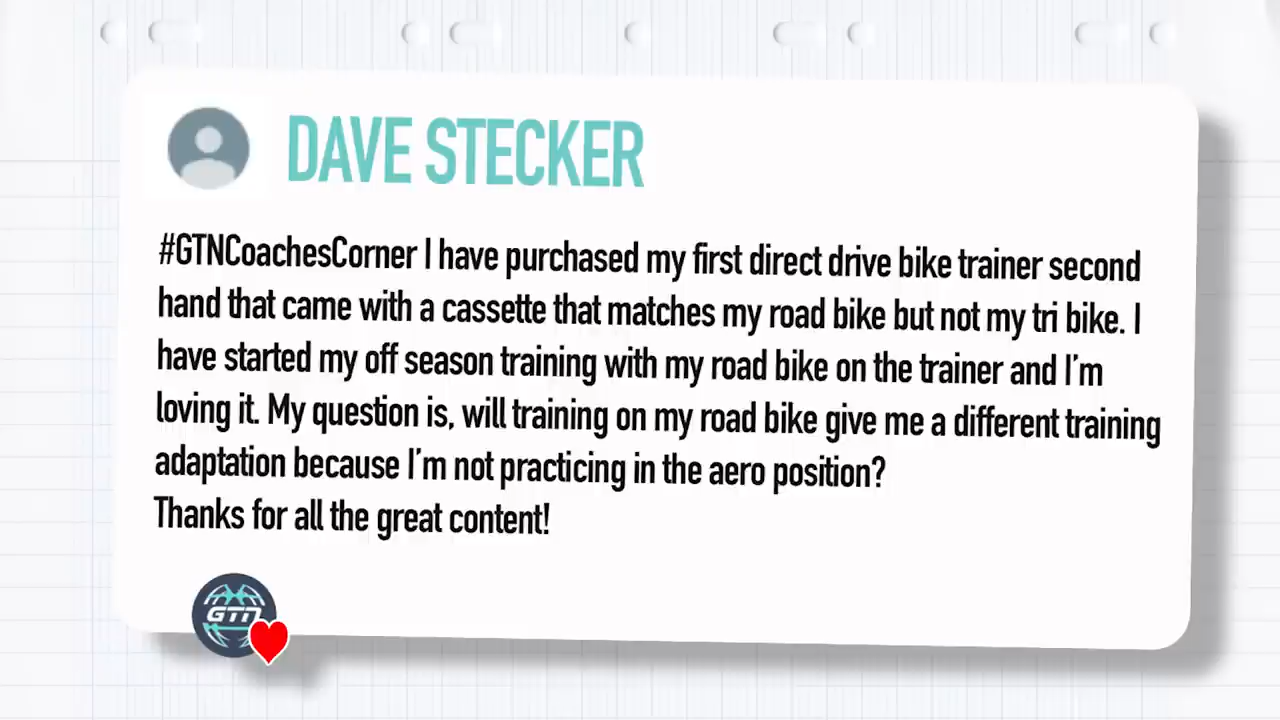 DAVE STECKER
#GTNCoachesCorner I have purchased my first direct drive bike trainer second
hand that came with a cassette that matches my road bike but not my tri bike. I
have started my off season training with my road bike on the trainer and I'm
loving it. My question is, will training on my road bike give me a different training
adaptation because I'm not practicing in the aero position?
Thanks for all the great content!
GTN